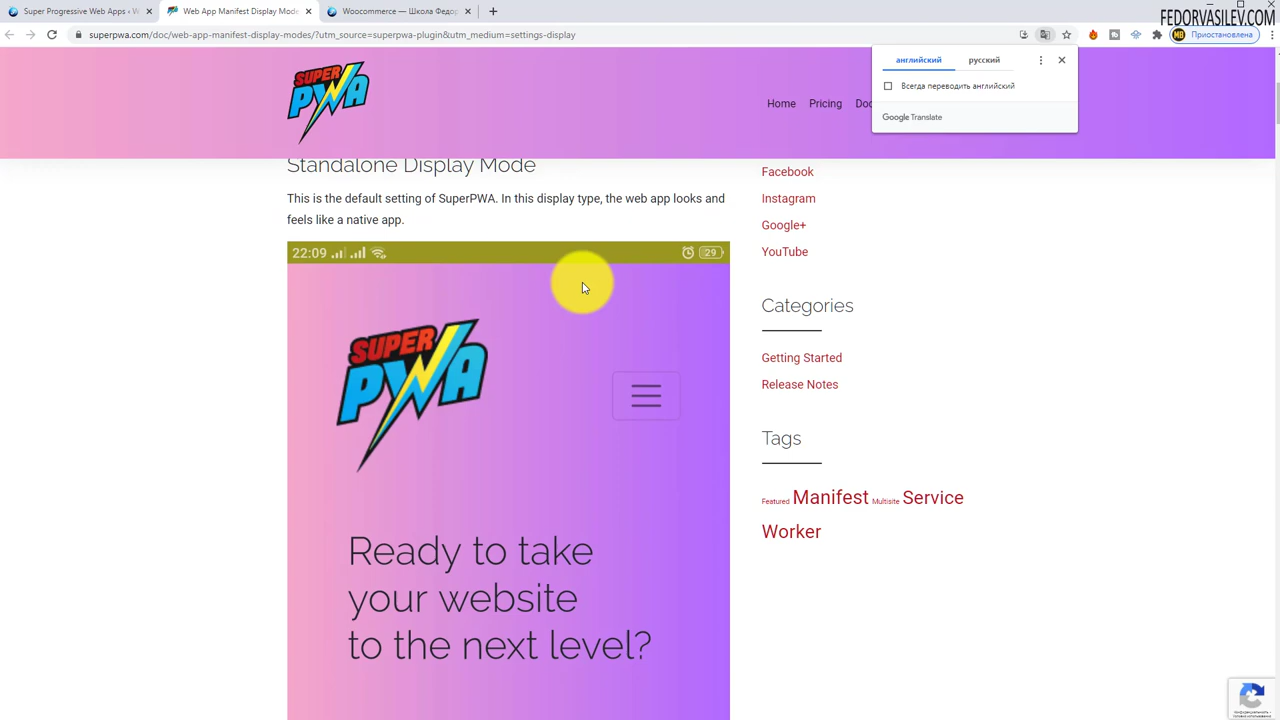 Super Progressive Web Apps ‹ W
Web App Manifest Display Mode
Woocommerce — Школа Федор
FEDORVASILEV.COM
superpwa.com/doc/web-app-manifest-display-modes/?utm_source=superpwa-plugin&utm_medium=settings-display
MB
Приостановлена
английский
русский
Всегда переводить английский
Google Translate
SUPER
PWA
Home
Pricing
Doc
Standalone Display Mode
This is the default setting of SuperPWA. In this display type, the web app looks and
feels like a native app.
22:09
29
SUPER
PWA
Ready to take
your website
to the next level?
Facebook
Instagram
Google+
YouTube
Categories
Getting Started
Release Notes
Tags
Featured Manifest Multisite Service
Worker